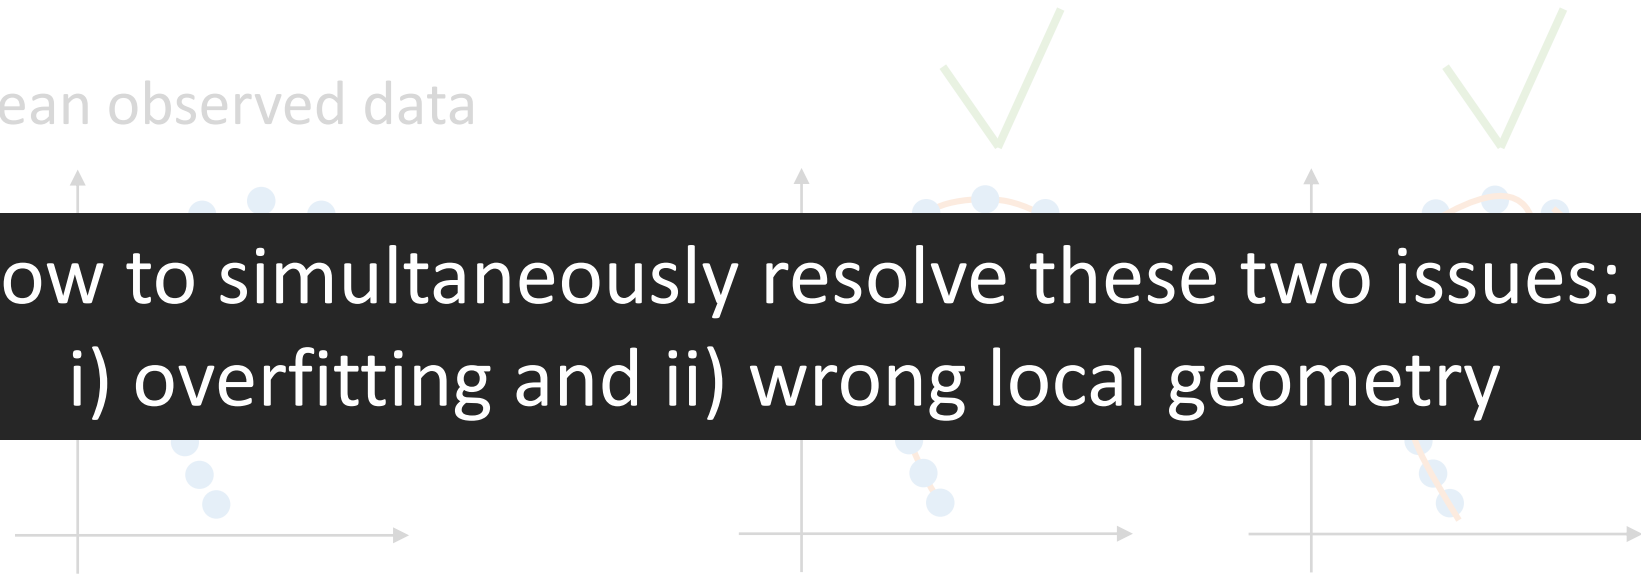 ean observed data
ow to simultaneously resolve these two issues:
i) overfitting and ii) wrong local geometry